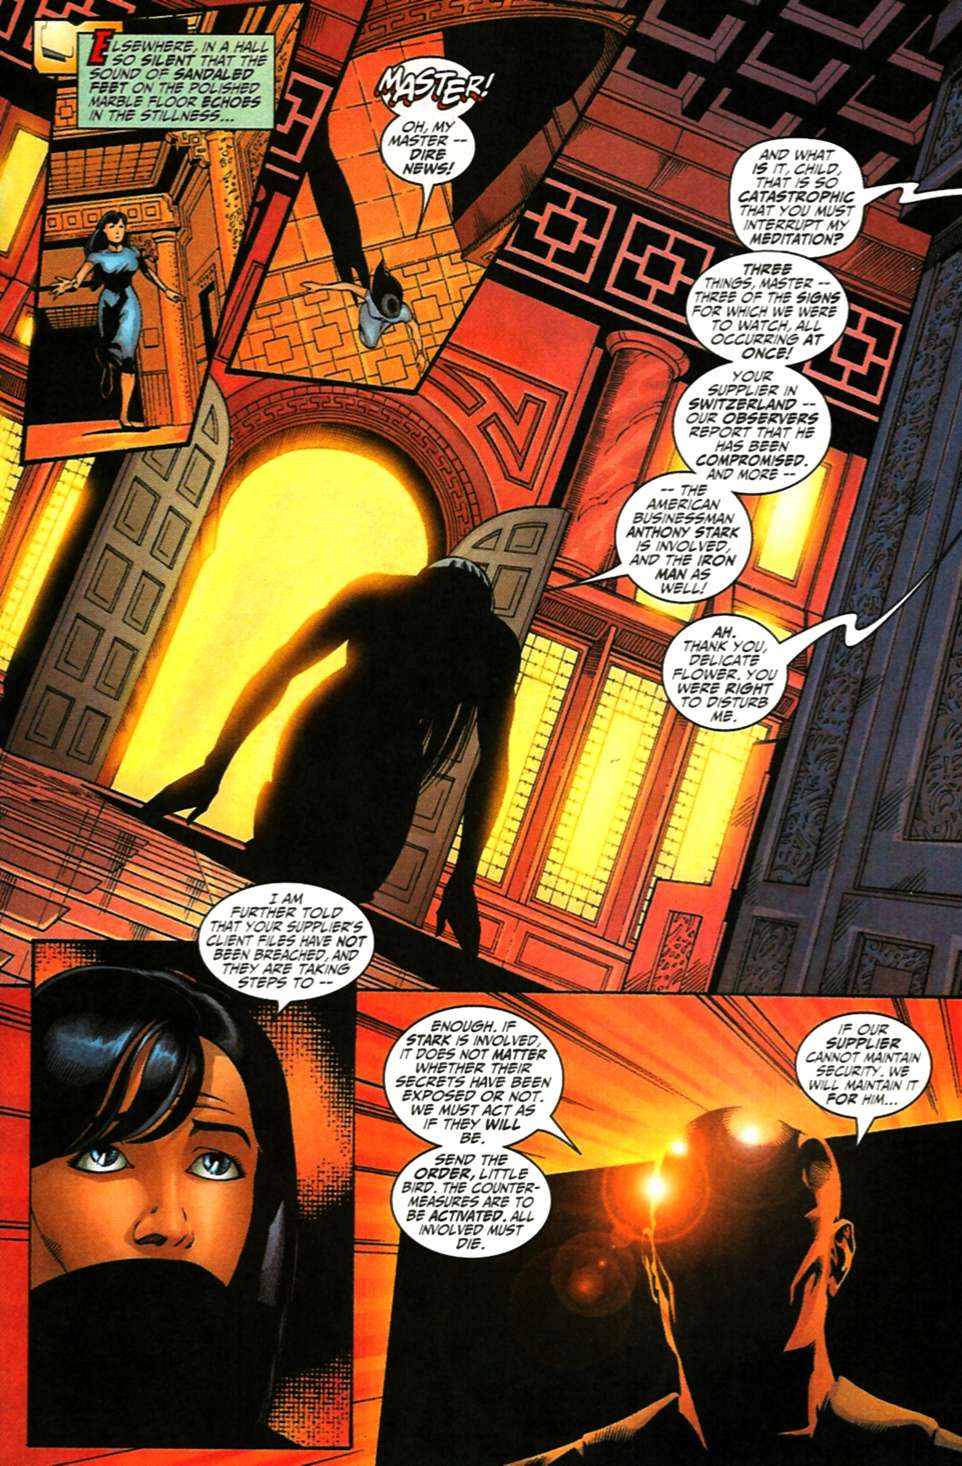 ELSEWHERE, IN A HALL
SO SILENT THAT THE
SOUND OF SANDALED
FEET ON THE POLISHED
MARBLE FLOOR ECHOES
IN THE STILLNESS...
MASTER!
OH, MY
MASTER --
DIRE
NEWS!
AND WHAT
IS IT, CHILD,
THAT IS SO
CATASTROPHIC
THAT YOU MUST
INTERRUPT MY
MEDITATION?
THREE
THINGS, MASTER --
THREE OF THE SIGNS
FOR WHICH WE WERE
TO WATCH, ALL
OCCURRING AT
ONCE!
YOUR
SUPPLIER IN
SWITZERLAND --
OUR OBSERVERS
REPORT THAT HE
HAS BEEN
COMPROMISED.
AND MORE --
-- THE
AMERICAN
BUSINESSMAN
ANTHONY STARK
IS INVOLVED,
AND THE IRON
MAN AS
WELL!
AH.
THANK YOU,
DELICATE
FLOWER. YOU
WERE RIGHT
TO DISTURB
ME.
I AM
FURTHER TOLD
THAT YOUR SUPPLIER'S
CLIENT FILES HAVE NOT
BEEN BREACHED, AND
THEY ARE TAKING
STEPS TO --
ENOUGH. IF
STARK IS INVOLVED,
IT DOES NOT MATTER
WHETHER THEIR
SECRETS HAVE BEEN
EXPOSED OR NOT.
WE MUST ACT AS
IF THEY WILL
BE.
SEND THE
ORDER, LITTLE
BIRD. THE COUNTER-
MEASURES ARE TO
BE ACTIVATED. ALL
INVOLVED MUST
DIE.
IF OUR
SUPPLIER
CANNOT MAINTAIN
SECURITY. WE
WILL MAINTAIN IT
FOR HIM...